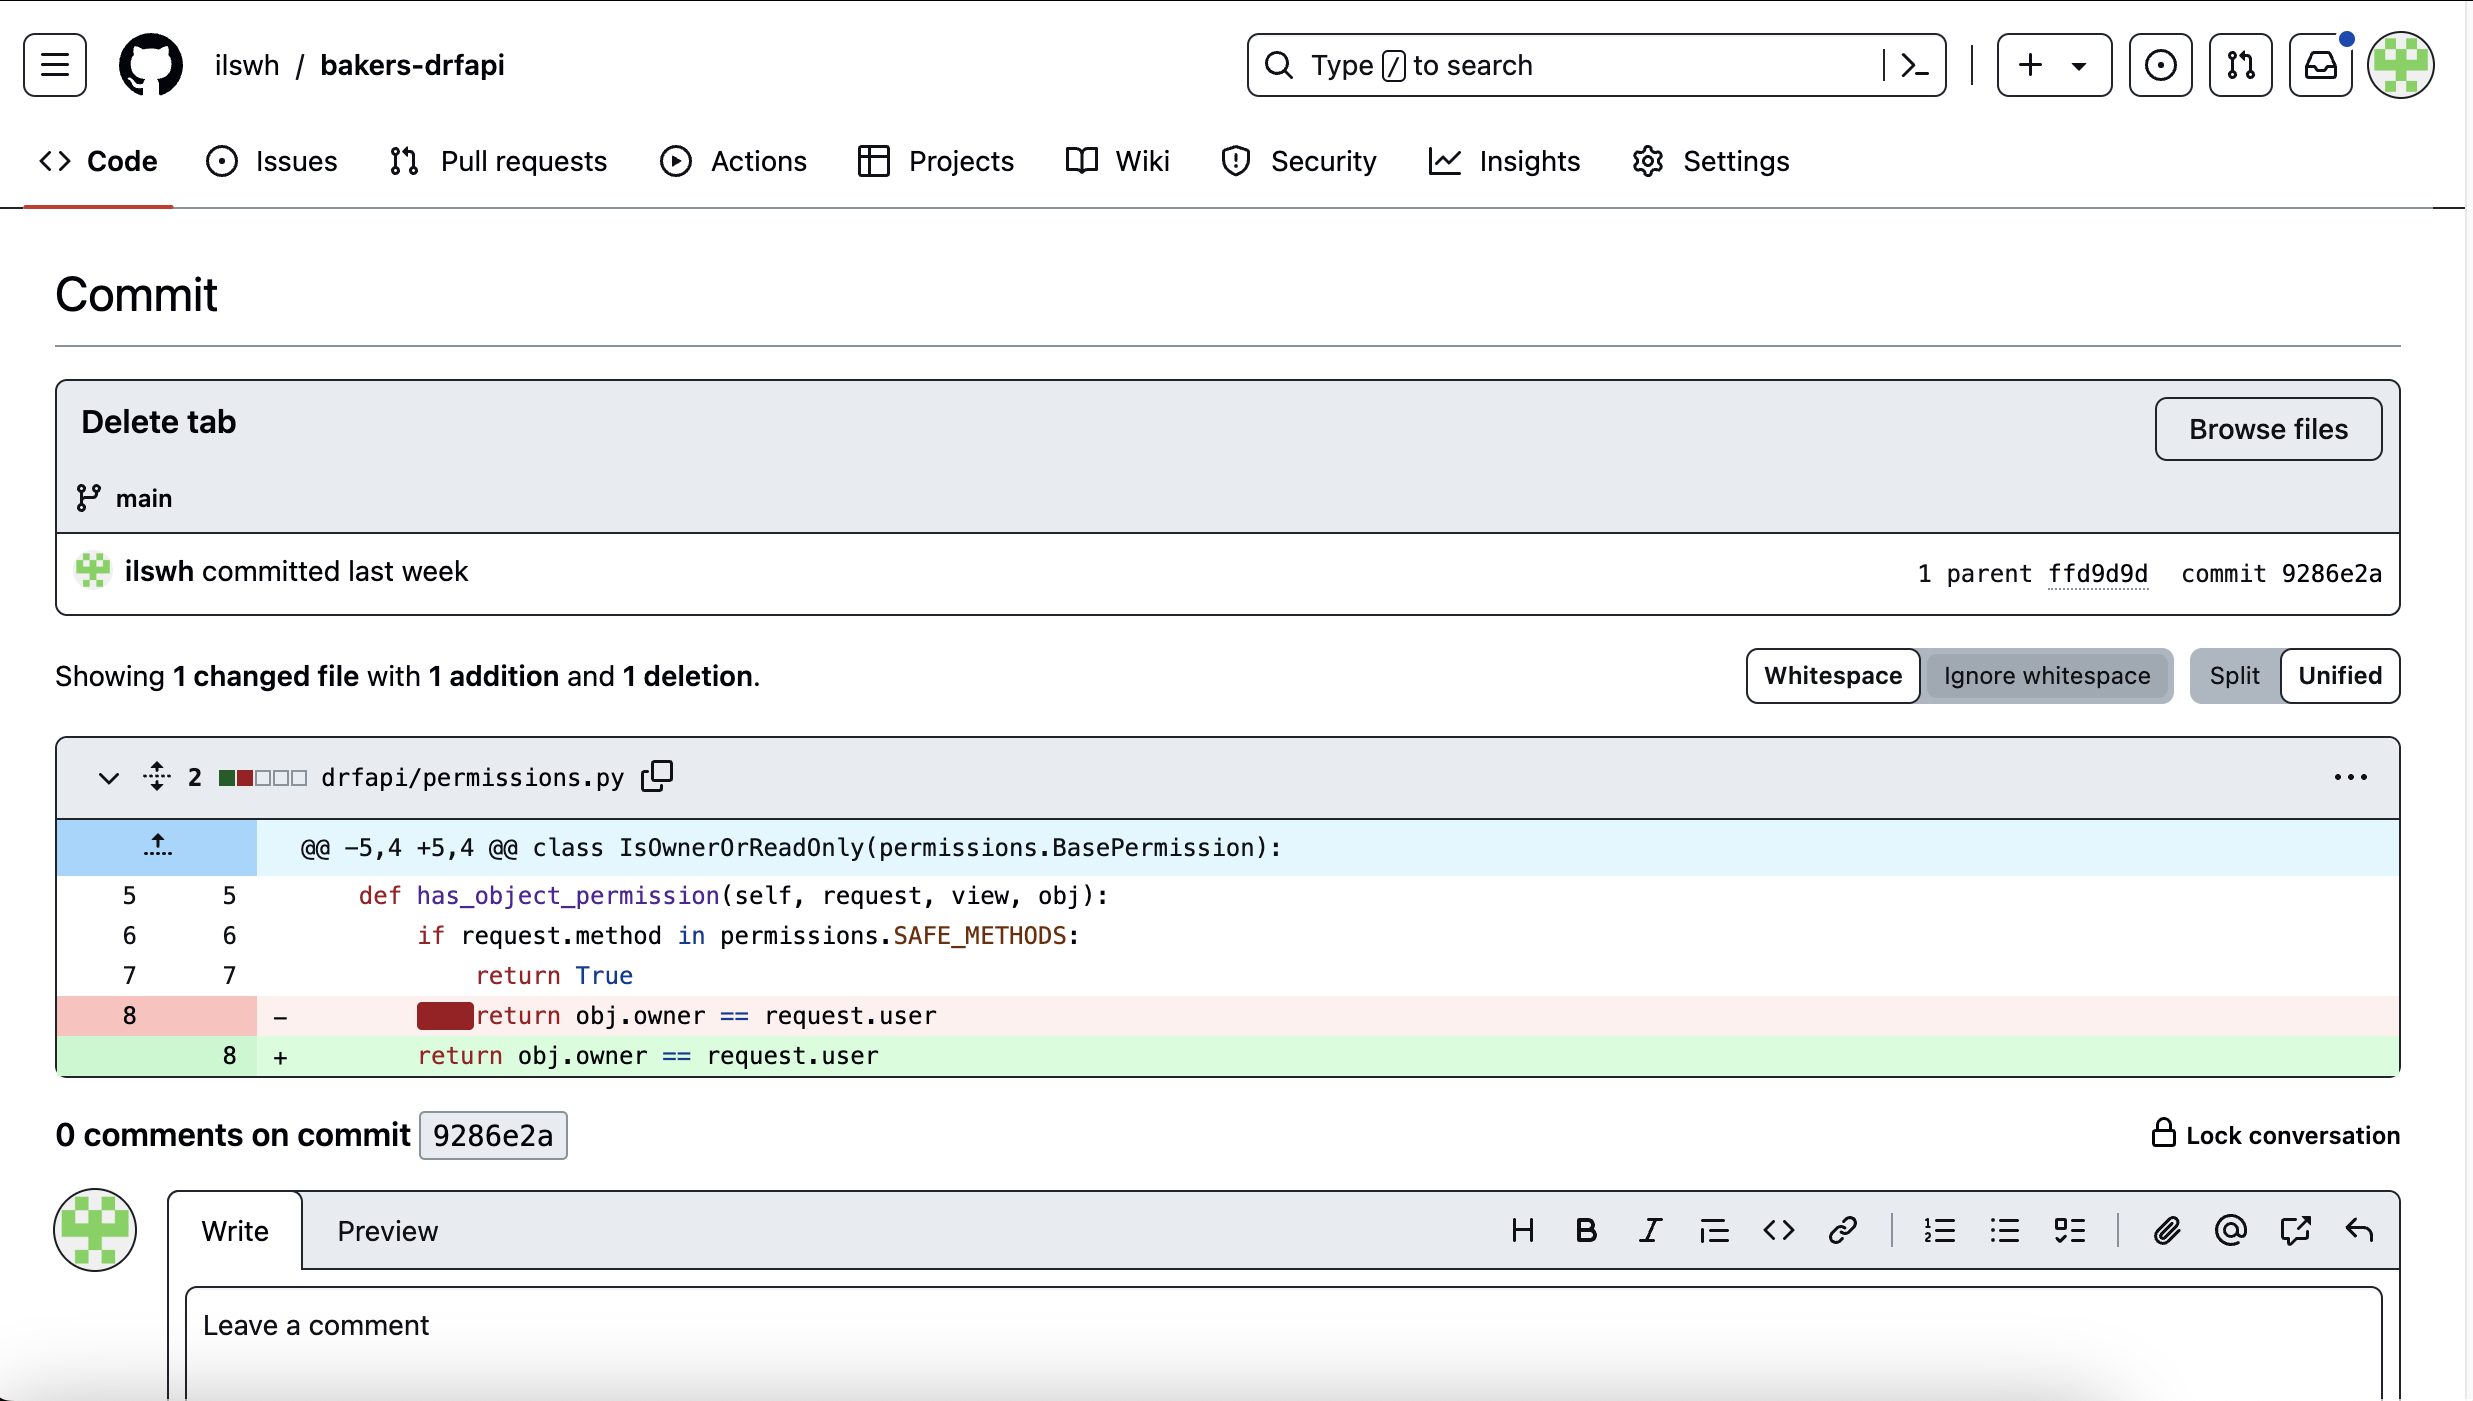 ilswh / bakers-drfapi
Type / to search
Code Issues Pull requests Actions Projects Wiki Security Insights Settings
Commit
Delete tab
Browse files
main
ilswh committed last week
1 parent ffd9d9d commit 9286e2a
Showing 1 changed file with 1 addition and 1 deletion.
Whitespace Ignore whitespace Split Unified
2 drfapi/permissions.py
@@ -5,4 +5,4 @@ class IsOwnerOrReadOnly(permissions.BasePermission):
5 5 def has_object_permission(self, request, view, obj):
6 6 if request.method in permissions.SAFE_METHODS:
7 7 return True
8 - return obj.owner == request.user
8 + return obj.owner == request.user
0 comments on commit 9286e2a
Lock conversation
Write Preview
Leave a comment